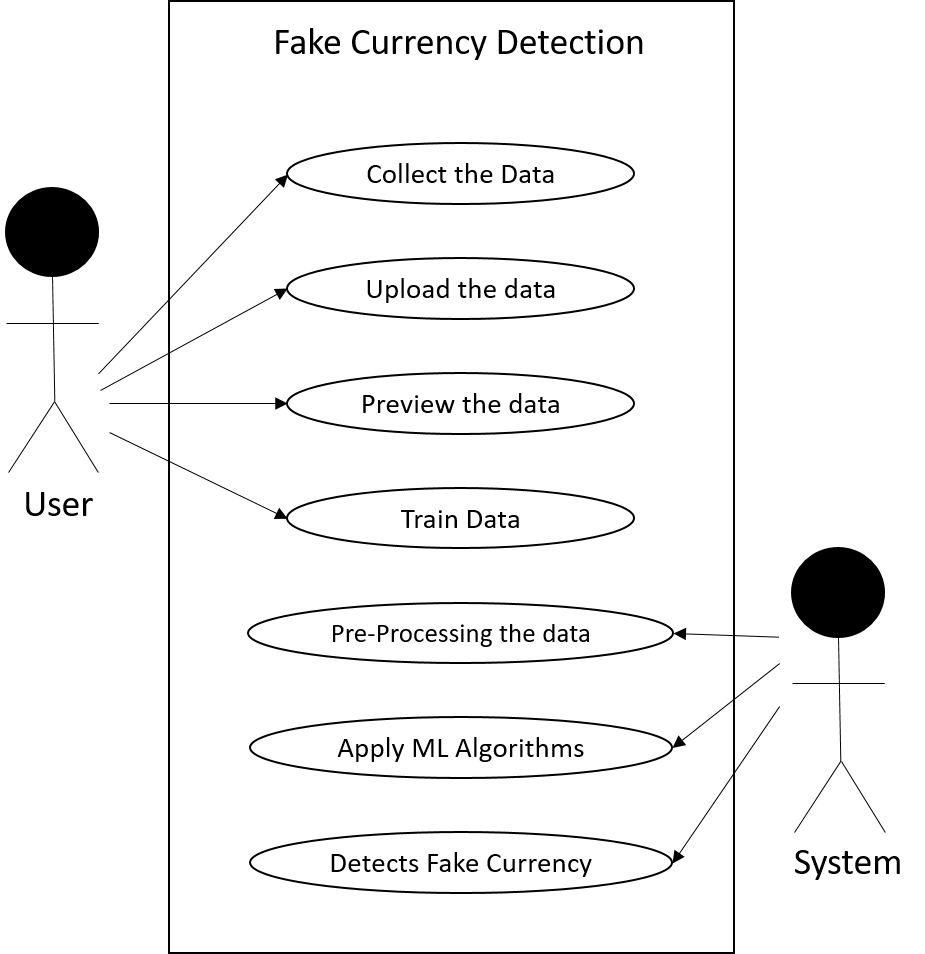 Fake Currency Detection
Collect the Data
Upload the data
Preview the data
User
Train Data
Pre-Processing the data
Apply ML Algorithms
Detects Fake Currency
System